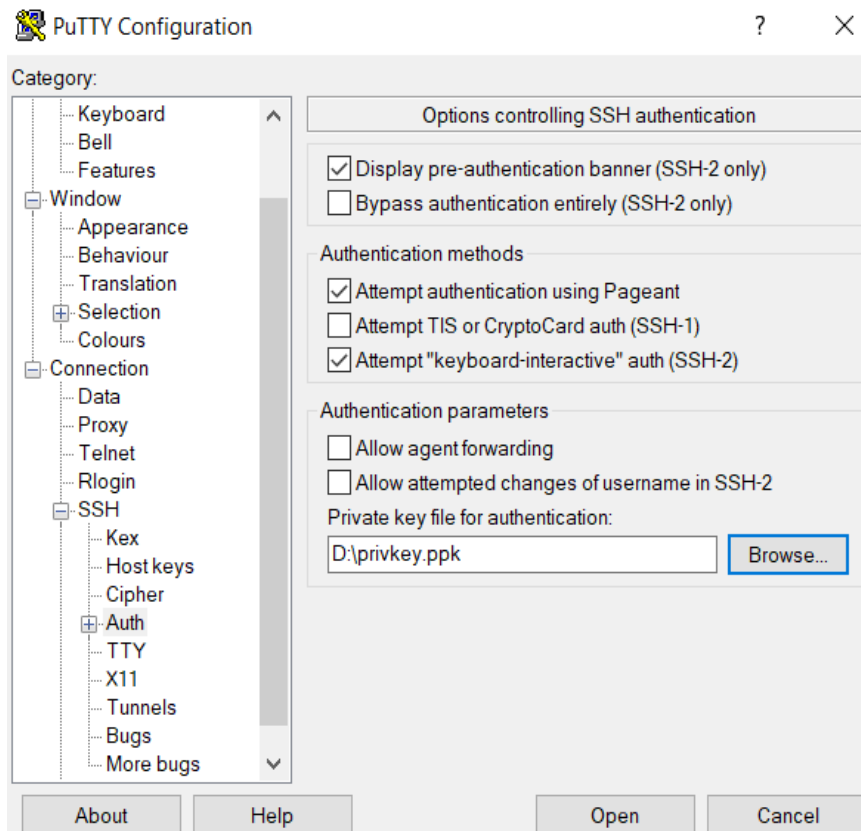 PuTTY Configuration
?
Category:
Keyboard
Bell
Features
Window
Appearance
Behaviour
Translation
Selection
Colours
Connection
Data
Proxy
Telnet
Rlogin
SSH
Kex
Host keys
Cipher
Auth
TTY
X11
Tunnels
Bugs
More bugs
Options controlling SSH authentication
Display pre-authentication banner (SSH-2 only)
Bypass authentication entirely (SSH-2 only)
Authentication methods
Attempt authentication using Pageant
Attempt TIS or CryptoCard auth (SSH-1)
Attempt "keyboard-interactive" auth (SSH-2)
Authentication parameters
Allow agent forwarding
Allow attempted changes of username in SSH-2
Private key file for authentication:
D:\privkey.ppk
Browse...
About
Help
Open
Cancel